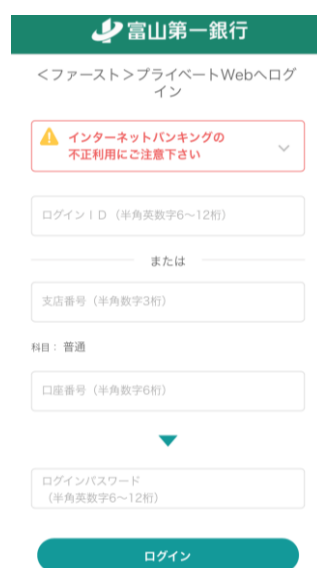 富山第一銀行
＜ファースト＞プライベートWebへログ
イン
インターネットバンキングの
不正利用にご注意下さい
ログインＩＤ（半角英数字6〜12桁）
または
支店番号（半角数字3桁）
科目： 普通
口座番号（半角数字6桁）
ログインパスワード
（半角英数字6〜12桁）
ログイン